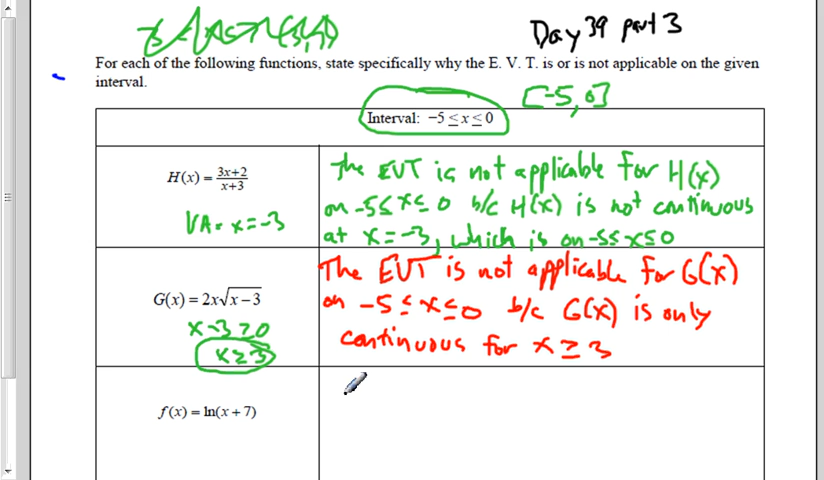 Day 39 part 3
For each of the following functions, state specifically why the E. V. T. is or is not applicable on the given
interval.
[-5, 0]
Interval: −5 ≤ x ≤ 0
H(x) = 3x+2 / x+3
VA: x = -3
The EVT is not applicable for H(x)
on -5≤ x ≤ 0 b/c H(x) is not continuous
at x = -3, which is on -5≤x≤0
G(x) = 2x√x−3
x-3 ≥ 0
x ≥ 3
The EVT is not applicable for G(x)
on -5 ≤ x ≤ 0 b/c G(x) is only
continuous for x ≥ 3
f(x) = ln(x+7)